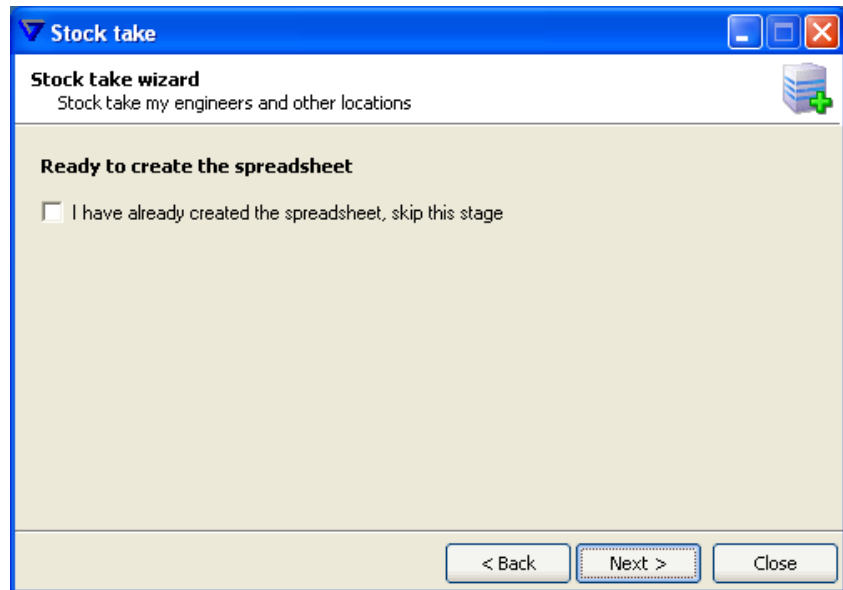 Stock take
Stock take wizard
Stock take my engineers and other locations
Ready to create the spreadsheet
I have already created the spreadsheet, skip this stage
< Back
Next >
Close